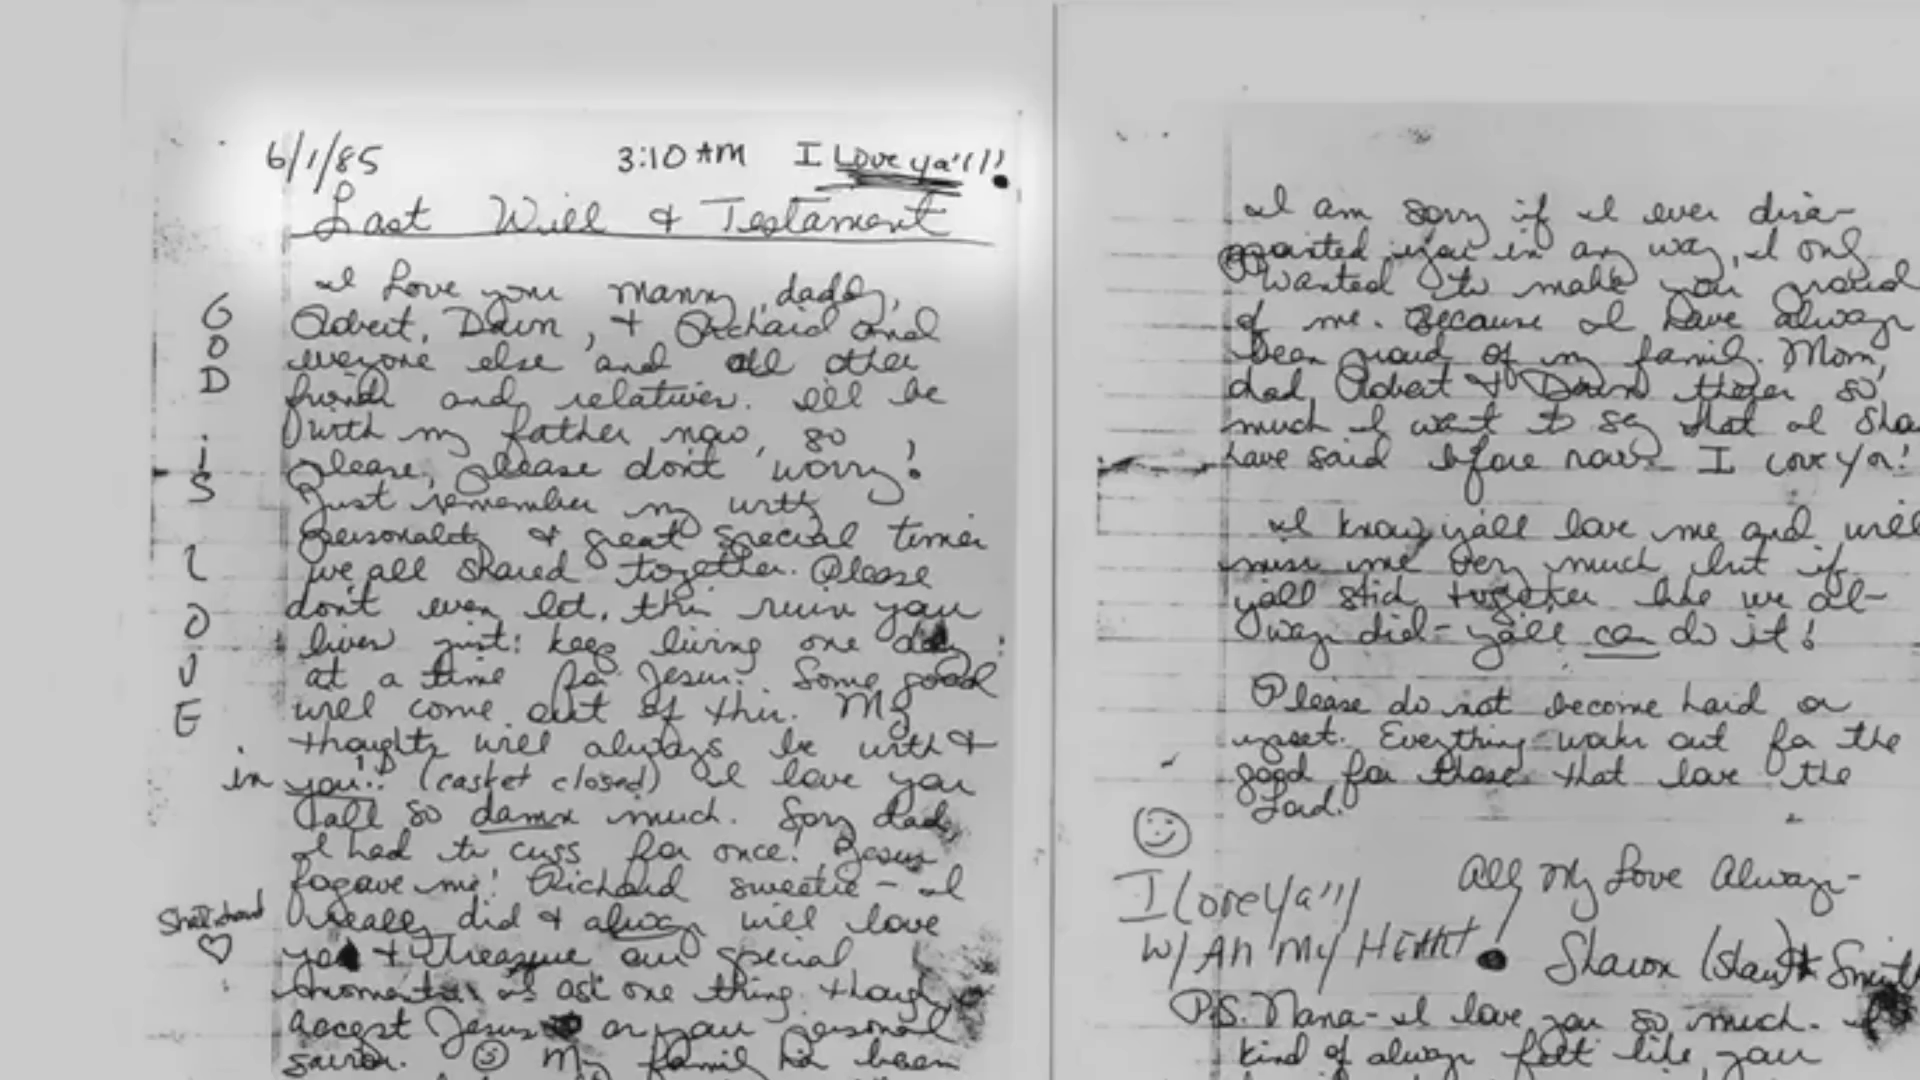 6/1/85 3:10 AM I Love ya'll!
Last Will & Testament
I Love you mammy, daddy,
Robert, Dawn, & Richard and
everyone else and all other
friends and relatives. I'll be
with my father now, so
please, please don't worry!
Just remember my witty
personality & great special times
we all shared together. Please
don't ever let this ruin your
lives just keep living one day
at a time for Jesus. Some good
will come out of this. My
thoughts will always be with &
in you!! (casket closed) I love you
all so damn much. Sorry dad,
I had to cuss for once! Jesus
forgave me! Richard sweetie - I
really did & always will love
you & treasure our special
moments. I ask one thing though,
accept Jesus as your personal
savior. My family has been
GOD
is
LOVE
I am sorry if I ever disa-
pointed you in any way, I only
wanted to make you proud
of me. Because I have always
been proud of my family. Mom,
dad, Robert & Dawn theres so
much I want to say that I
have said before now. I love ya!
I know y'all love me and will
miss me very much but if
y'all stick together like we al-
ways did - y'all can do it!
Please do not become hard or
upset. Everything works out for the
good for those that love the
Lord.
All My Love Always-
I Love Ya'll
w/ All My Heart!
Sharon (Shari) Smith
P.S. Nana - I love you so much. I
kind of always felt like your